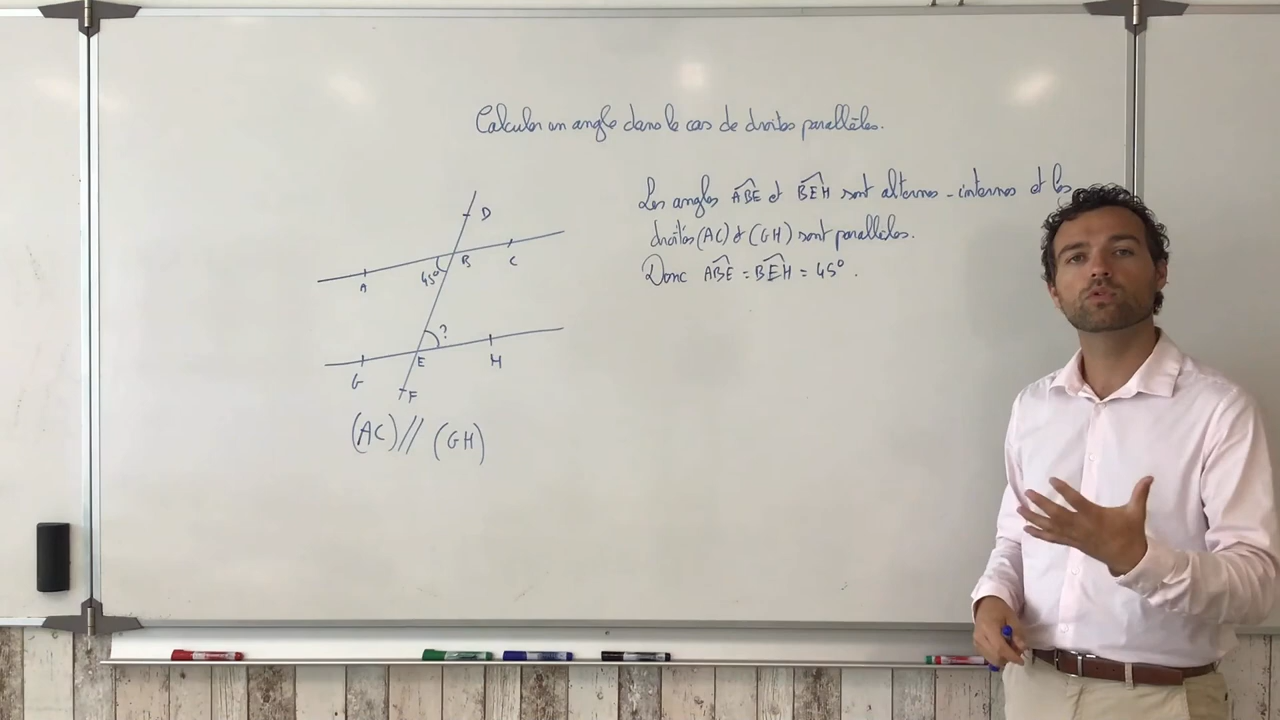 Calculer un angle dans le cas de droites parallèles.
Les angles ABE et BEH sont alternes-internes et les
droites (AC) et (GH) sont parallèles.
Donc ABE = BEH = 45°.
D
B
C
A
45°
?
E
H
G
F
(AC) // (GH)